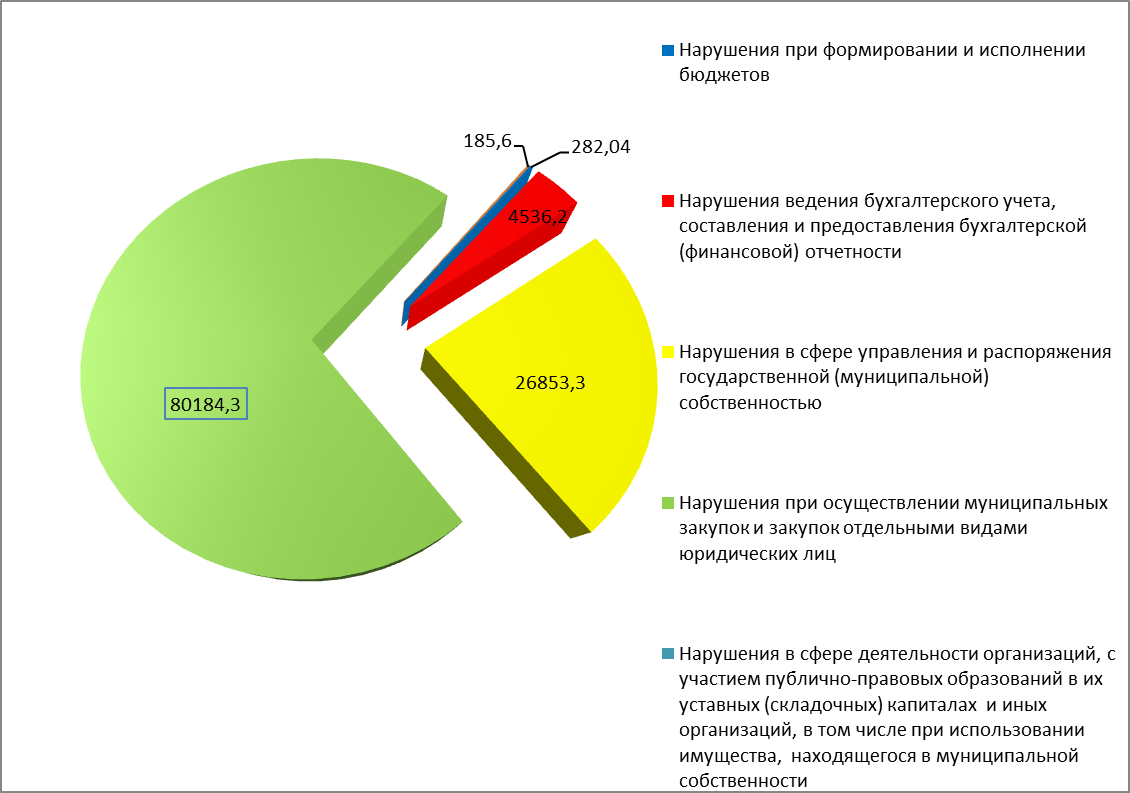 Нарушения при формировании и исполнении
бюджетов
185,6
282,04
Нарушения ведения бухгалтерского учета,
составления и предоставления бухгалтерской
(финансовой) отчетности
4536,2
Нарушения в сфере управления и распоряжения
государственной (муниципальной)
собственностью
26853,3
80184,3
Нарушения при осуществлении муниципальных
закупок и закупок отдельными видами
юридических лиц
Нарушения в сфере деятельности организаций, с
участием публично-правовых образований в их
уставных (складочных) капиталах и иных
организаций, в том числе при использовании
имущества, находящегося в муниципальной
собственности